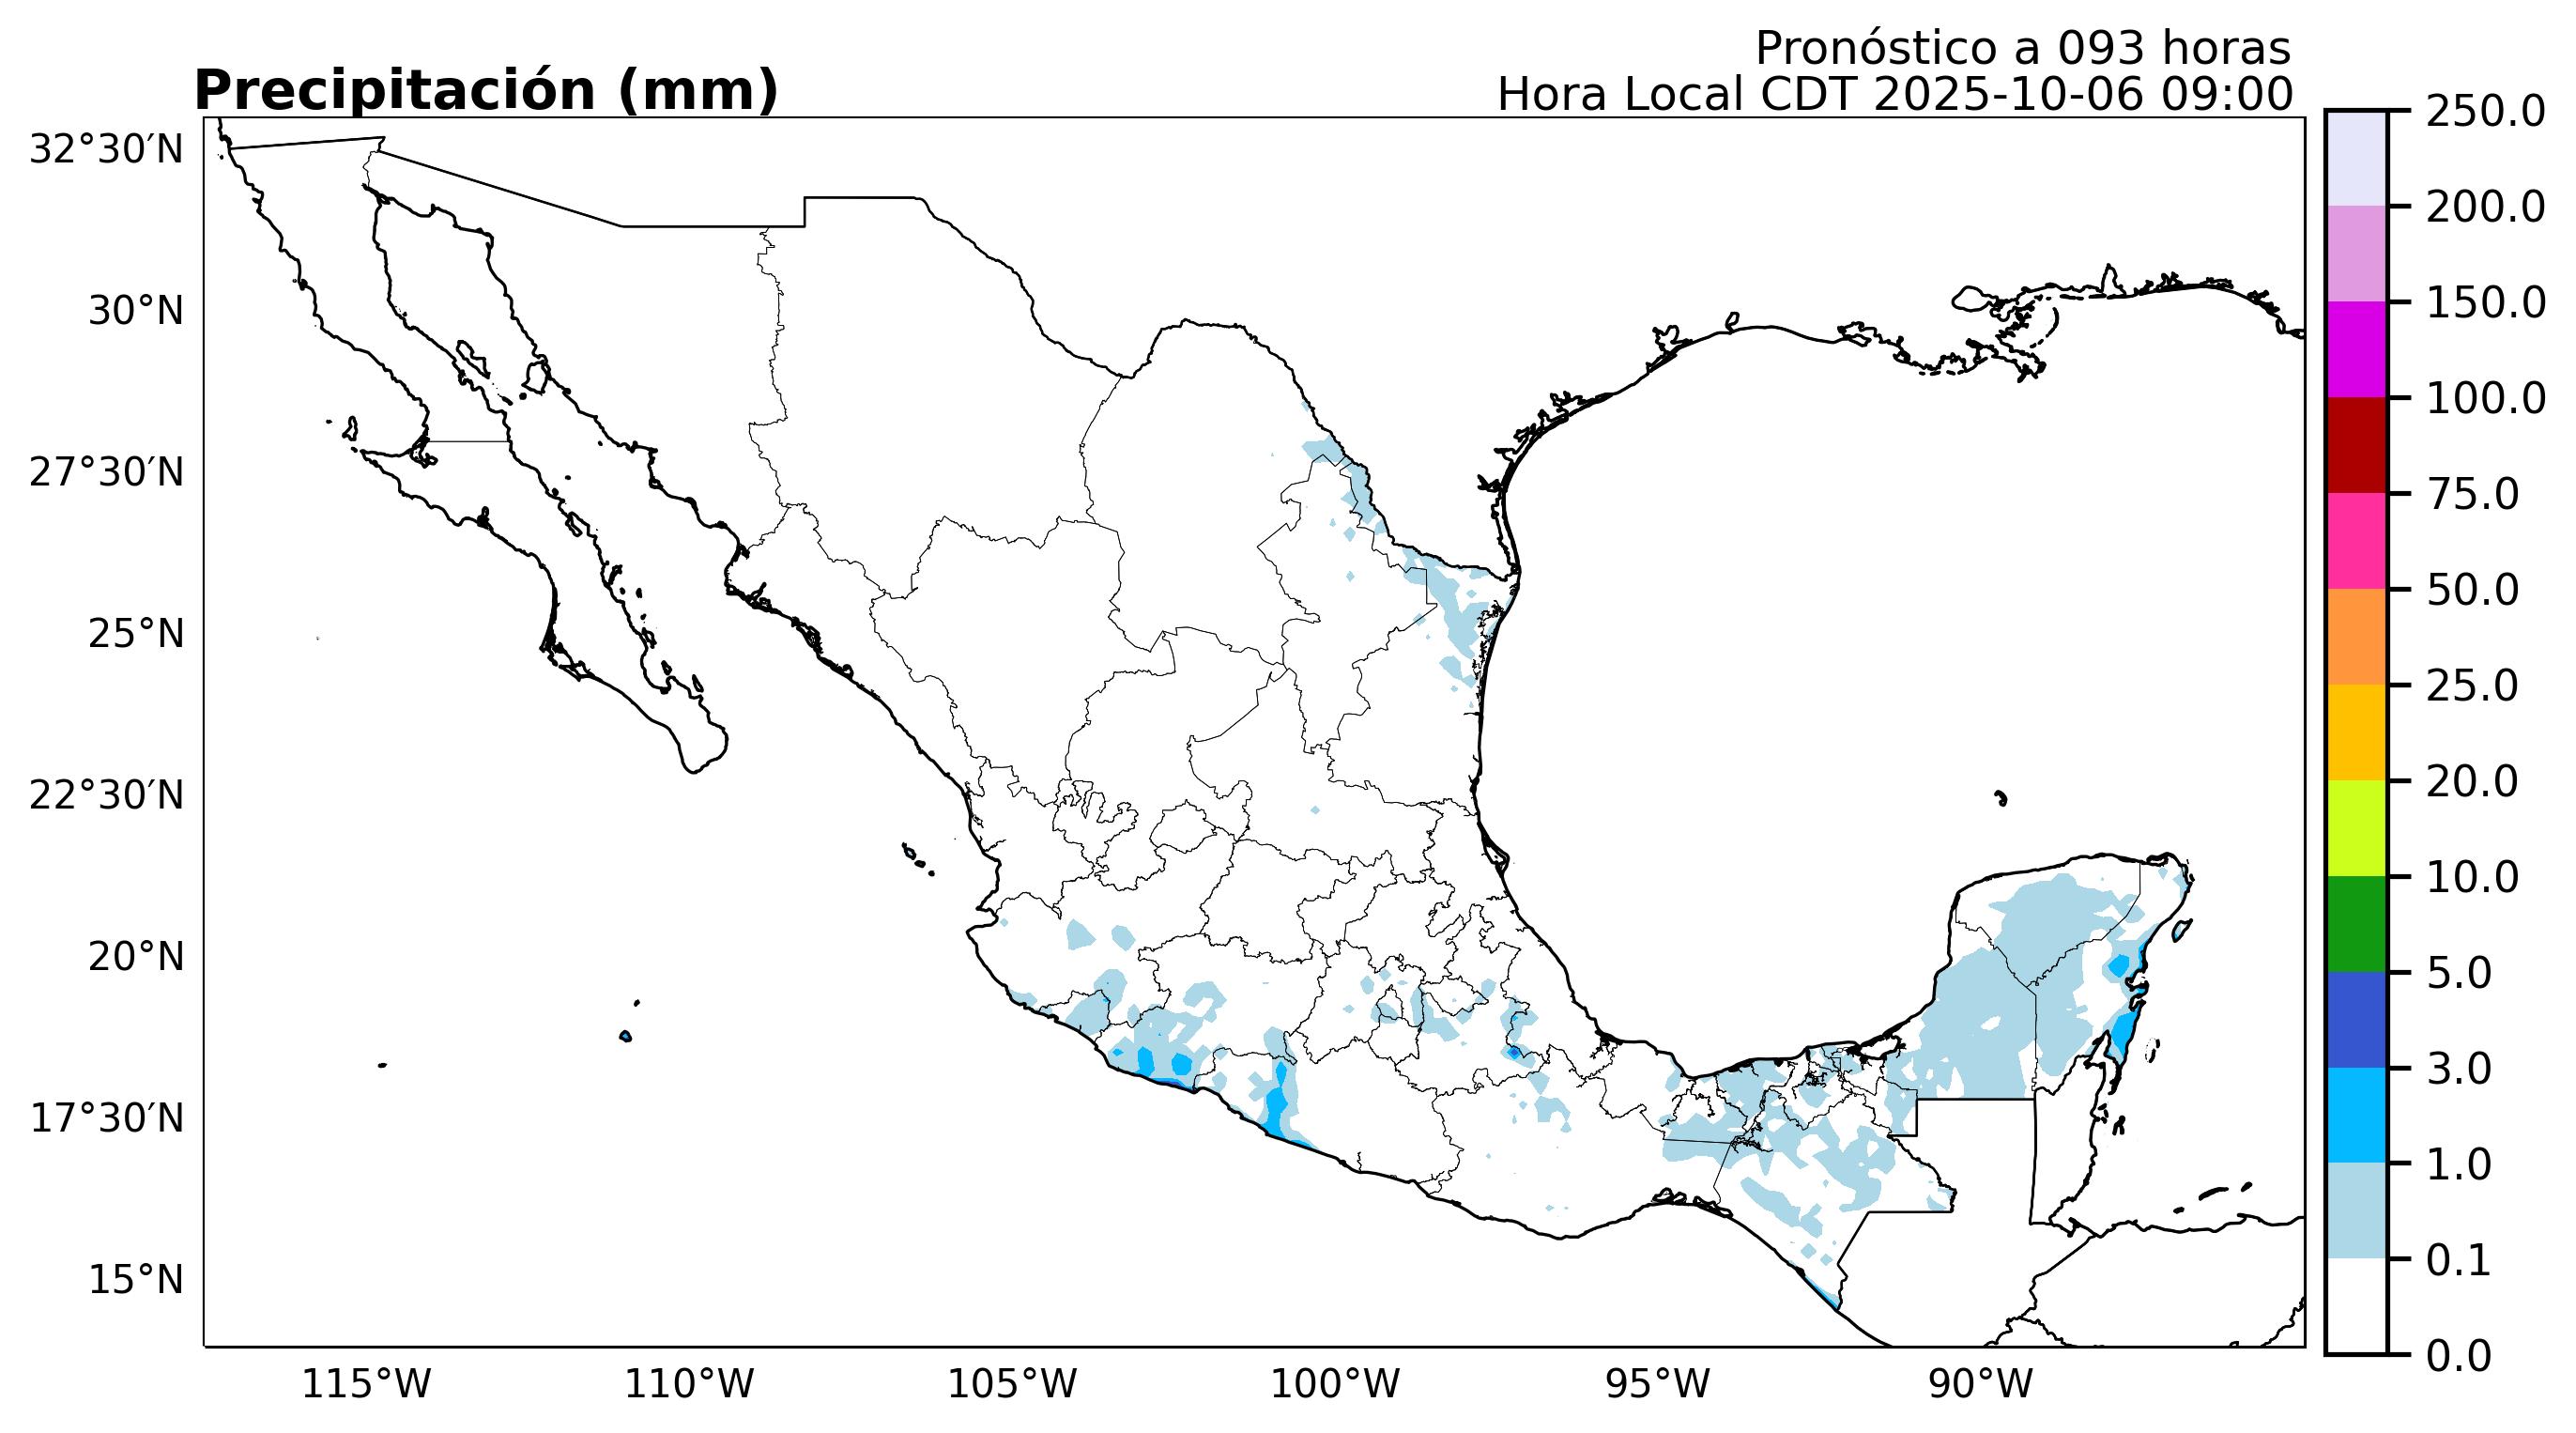 Pronóstico a 093 horas
Precipitación (mm)
Hora Local CDT 2025-10-06 09:00
32°30′N
30°N
27°30′N
25°N
22°30′N
20°N
17°30′N
15°N
115°W
110°W
105°W
100°W
95°W
90°W
250.0
200.0
150.0
100.0
75.0
50.0
25.0
20.0
10.0
5.0
3.0
1.0
0.1
0.0